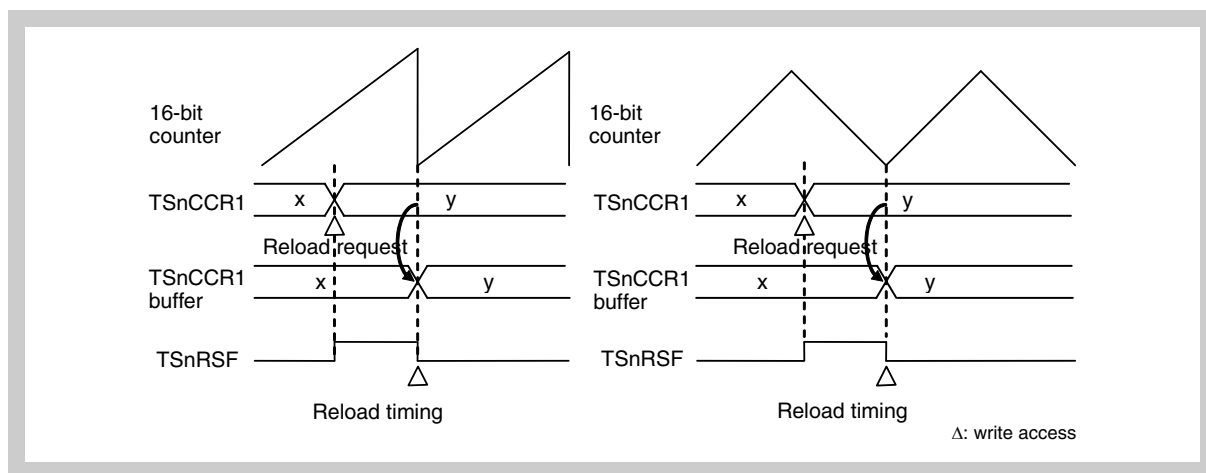 16-bit
counter
TSnCCR1
x
y
Reload request
TSnCCR1
buffer
x
y
TSnRSF
Reload timing
16-bit
counter
TSnCCR1
x
y
Reload request
TSnCCR1
buffer
x
y
TSnRSF
Reload timing
Δ: write access